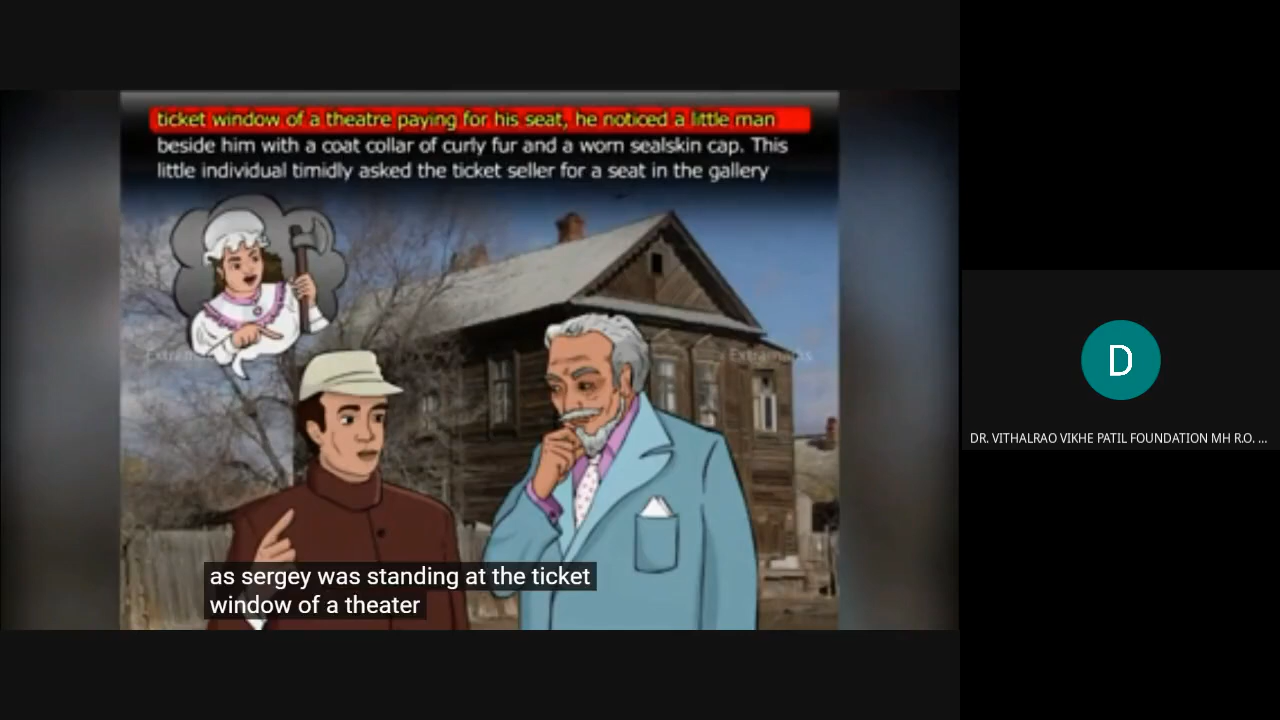 ticket window of a theatre paying for his seat, he noticed a little man
beside him with a coat collar of curly fur and a worn sealskin cap. This
little individual timidly asked the ticket seller for a seat in the gallery
Extramarks
as sergey was standing at the ticket
window of a theater
D
DR. VITHALRAO VIKHE PATIL FOUNDATION MH R.O. ...